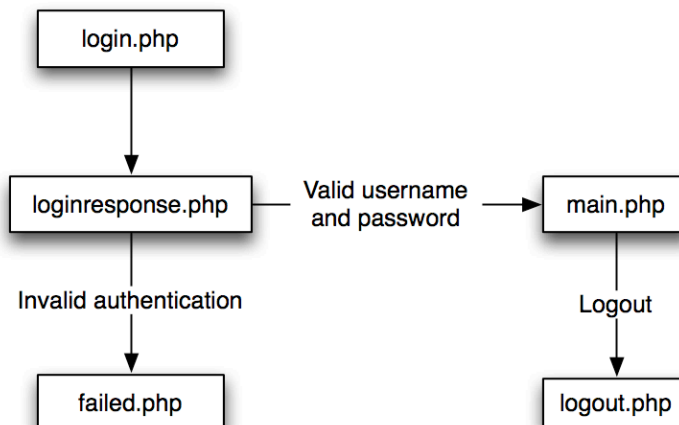 login.php
loginresponse.php
Valid username
and password
main.php
Invalid authentication
Logout
failed.php
logout.php